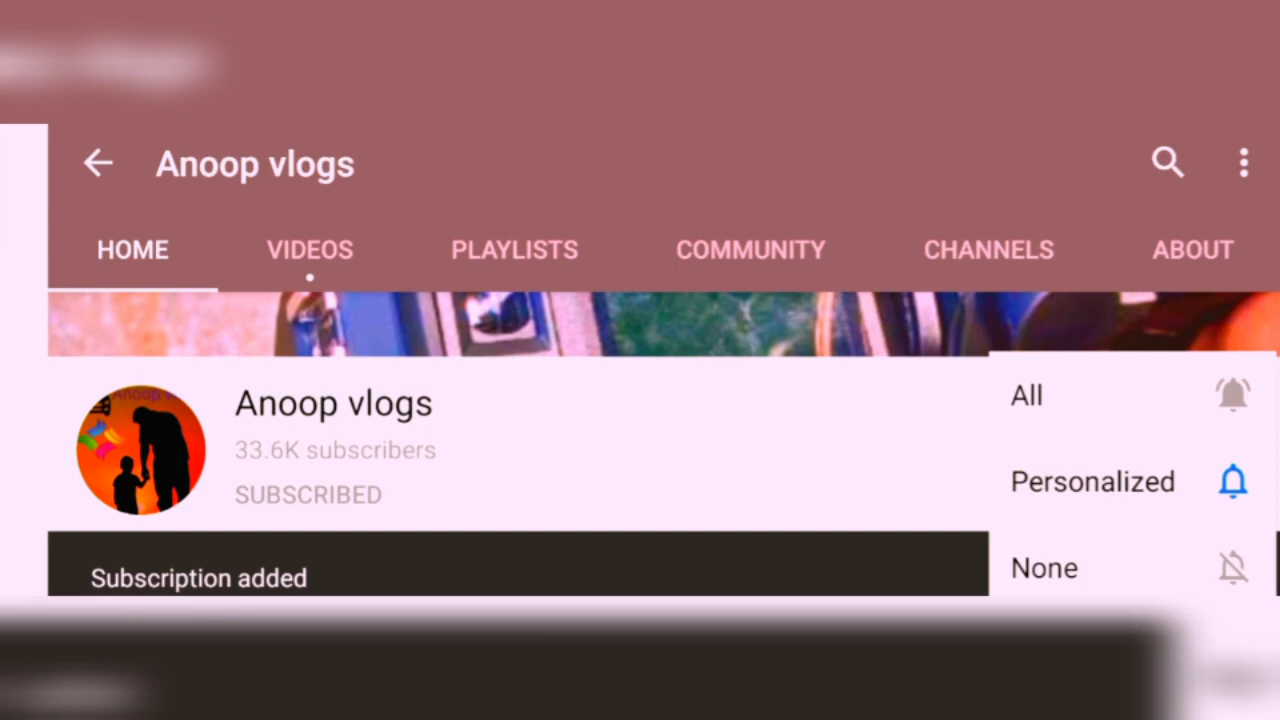 Anoop vlogs
HOME VIDEOS PLAYLISTS COMMUNITY CHANNELS ABOUT
Anoop vlogs
33.6K subscribers
SUBSCRIBED
All
Personalized
None
Subscription added